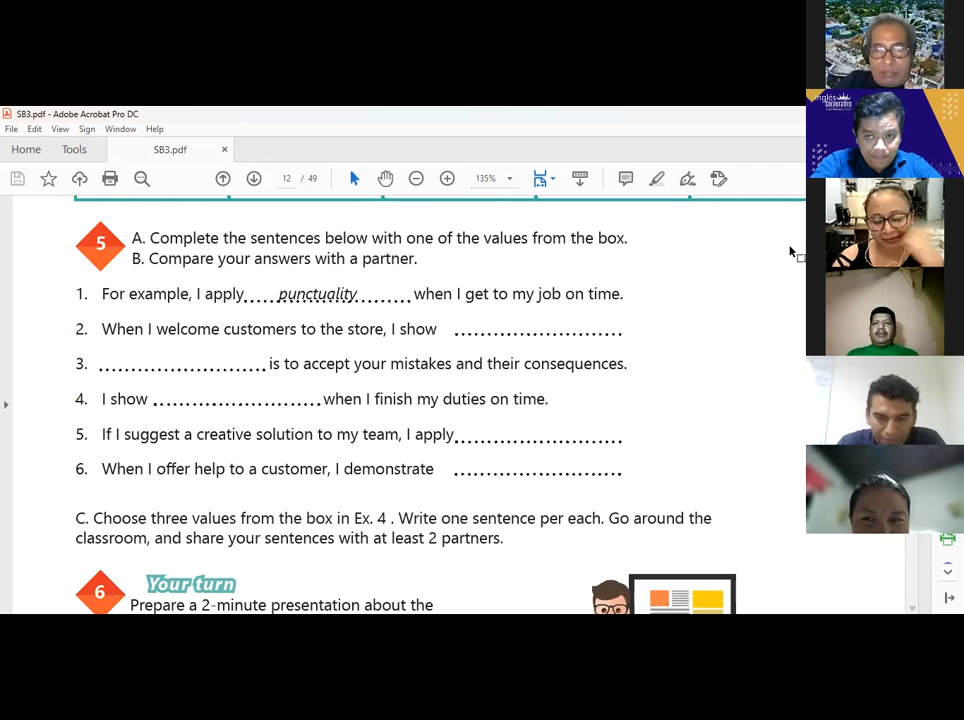 SB3.pdf - Adobe Acrobat Pro DC
File Edit View Sign Window Help
Home Tools SB3.pdf ×
12 / 49 135%
5
A. Complete the sentences below with one of the values from the box.
B. Compare your answers with a partner.
1. For example, I apply.....punctuality.........when I get to my job on time.
2. When I welcome customers to the store, I show ........................
3. ........................ is to accept your mistakes and their consequences.
4. I show ........................when I finish my duties on time.
5. If I suggest a creative solution to my team, I apply........................
6. When I offer help to a customer, I demonstrate ........................
C. Choose three values from the box in Ex. 4 . Write one sentence per each. Go around the
classroom, and share your sentences with at least 2 partners.
6
Your turn
Prepare a 2-minute presentation about the
inglés
corporativo